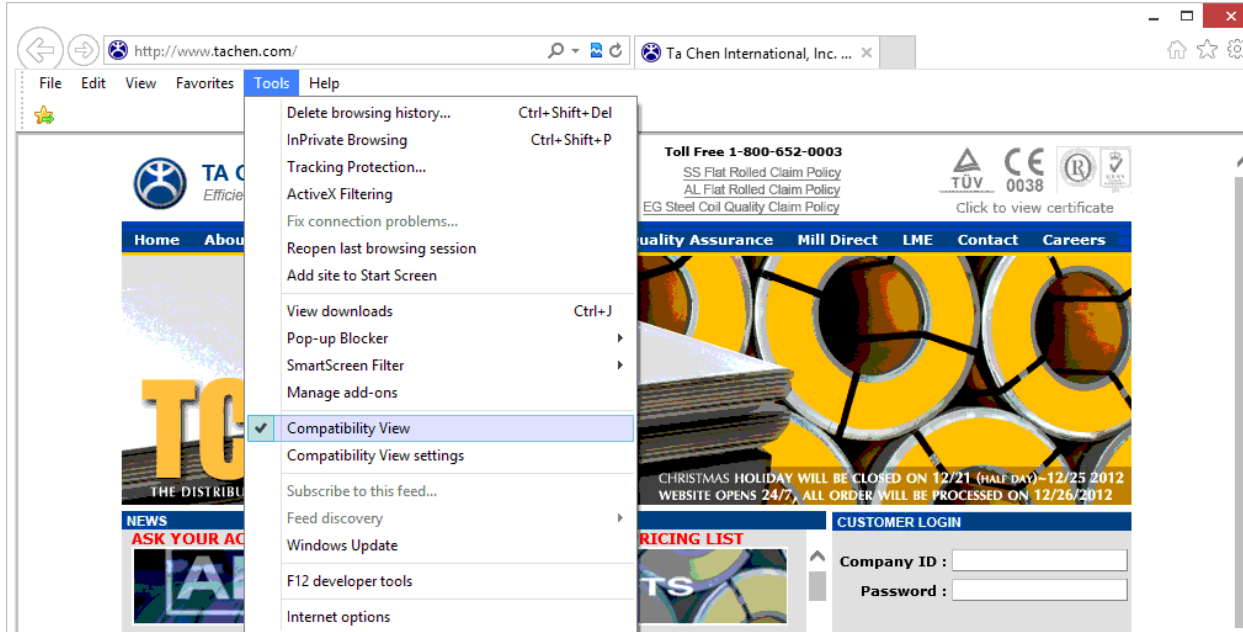 http://www.tachen.com/
Ta Chen International, Inc. ...
File Edit View Favorites Tools Help
Delete browsing history... Ctrl+Shift+Del
InPrivate Browsing Ctrl+Shift+P
Tracking Protection...
ActiveX Filtering
Fix connection problems...
Reopen last browsing session
Add site to Start Screen
View downloads Ctrl+J
Pop-up Blocker
SmartScreen Filter
Manage add-ons
Compatibility View
Compatibility View settings
Subscribe to this feed...
Feed discovery
Windows Update
F12 developer tools
Internet options
TA C
Efficie
Toll Free 1-800-652-0003
SS Flat Rolled Claim Policy
AL Flat Rolled Claim Policy
EG Steel Coil Quality Claim Policy
TÜV
CE
0038
R
Click to view certificate
Home Abou uality Assurance Mill Direct LME Contact Careers
TC
THE DISTRIBU
CHRISTMAS HOLIDAY WILL BE CLOSED ON 12/21 (HALF DAY)~12/25 2012
WEBSITE OPENS 24/7, ALL ORDER WILL BE PROCESSED ON 12/26/2012
NEWS
ASK YOUR AC RICING LIST
TS
CUSTOMER LOGIN
Company ID :
Password :